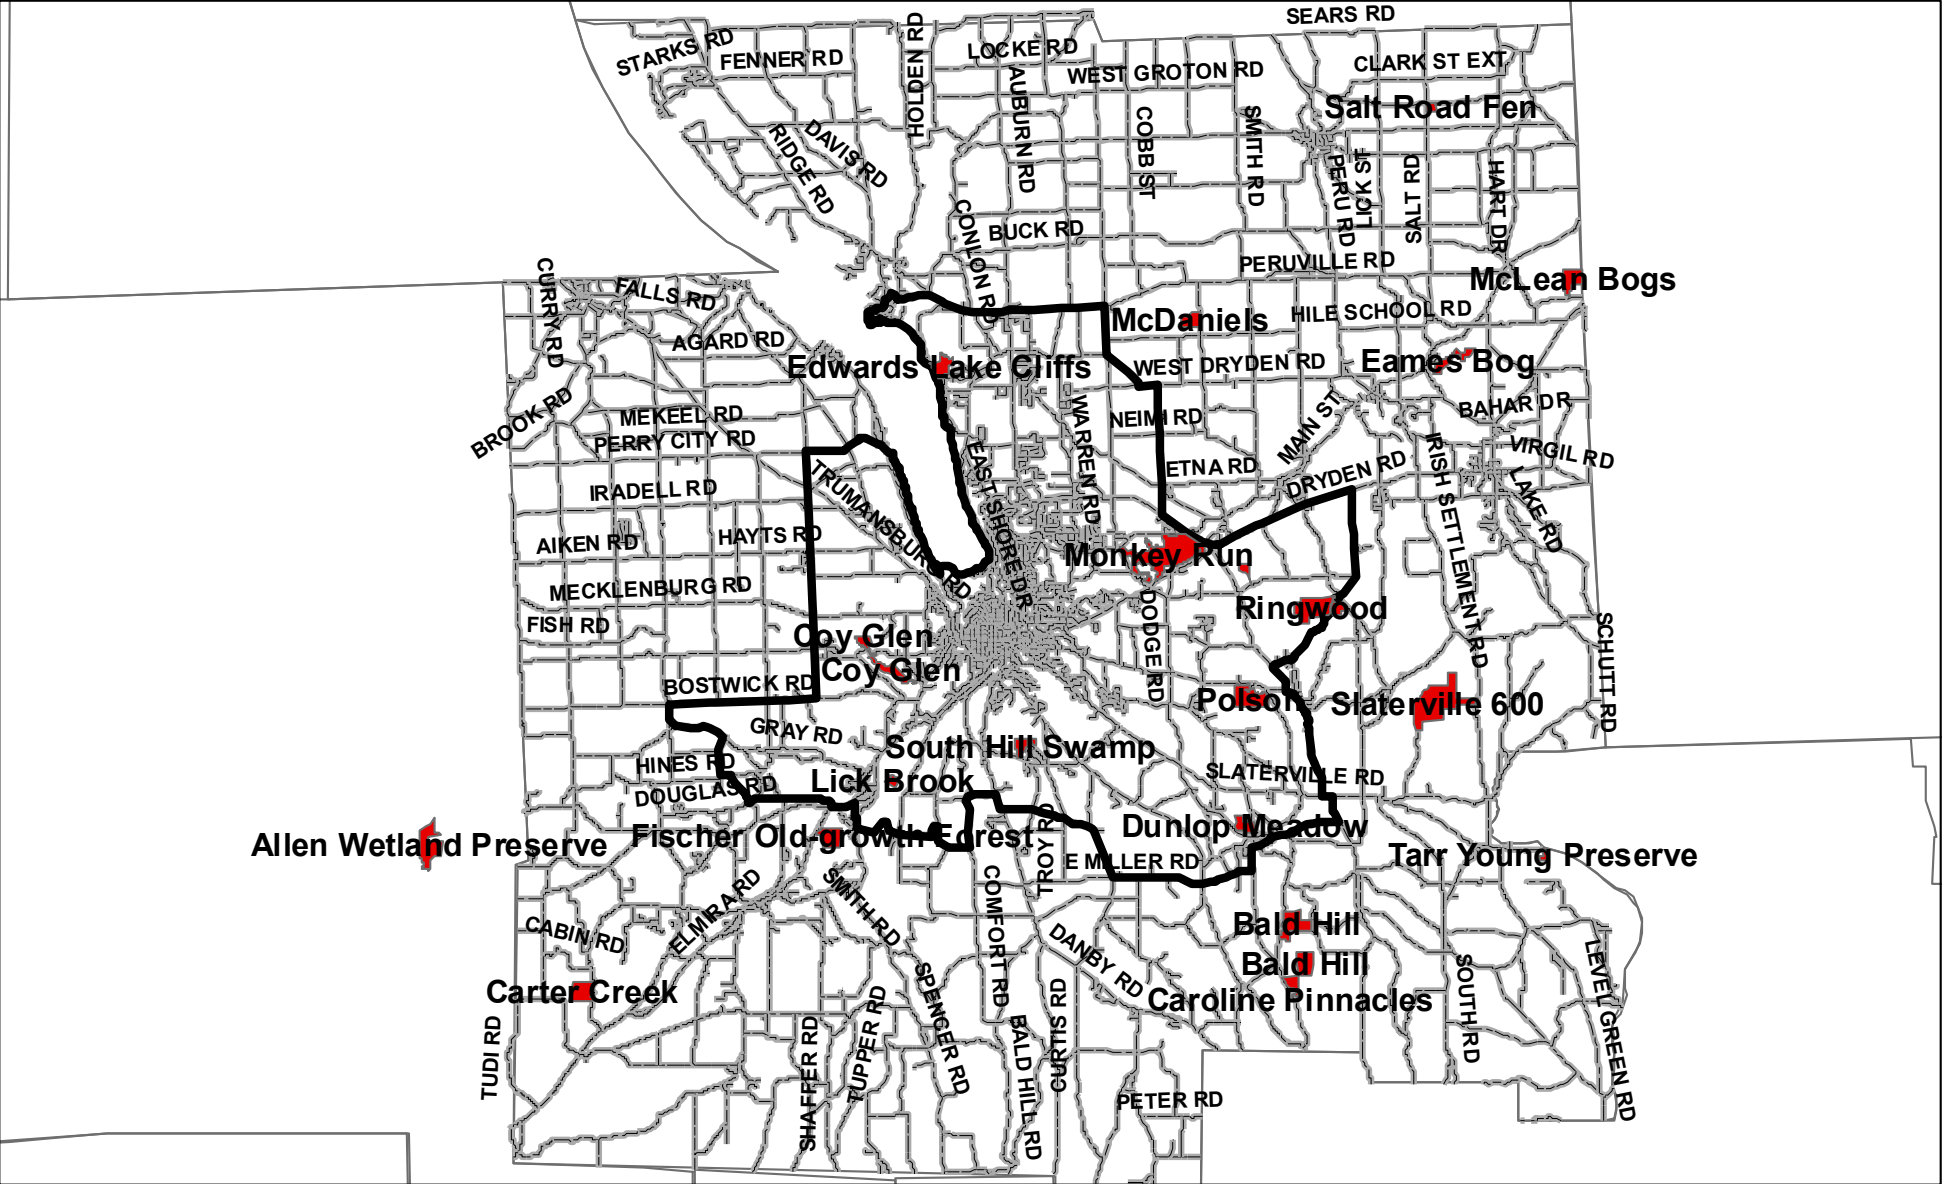 SEARS RD
STARKS RD
FENNER RD
HOLDEN RD
LOCKE RD
WEST GROTON RD
CLARK ST EXT
AUBURN RD
COBB ST
SMITH RD
Salt Road Fen
RIDGE RD
DAVIS RD
PERU RD
LICK ST
SALT RD
HART DR
CONLON RD
BUCK RD
PERUVILLE RD
McLean Bogs
CURRY RD
FALLS RD
McDaniels
HILE SCHOOL RD
AGARD RD
Edwards Lake Cliffs
WEST DRYDEN RD
Eames Bog
BROOK RD
MEKEEL RD
PERRY CITY RD
WARREN RD
NEIMI RD
MAIN ST
BAHAR DR
VIRGIL RD
IRADELL RD
TRUMANSBURG RD
EAST SHORE DR
ETNA RD
DRYDEN RD
IRISH SETTLEMENT RD
LAKE RD
AIKEN RD
HAYTS RD
Monkey Run
MECKLENBURG RD
FISH RD
DODGE RD
Ringwood
SCHUTT RD
Coy Glen
Coy Glen
BOSTWICK RD
Polson
Slaterville 600
GRAY RD
South Hill Swamp
HINES RD
DOUGLAS RD
Lick Brook
SLATERVILLE RD
Allen Wetland Preserve
Fischer Old-growth Forest
TROY RD
Dunlop Meadow
E MILLER RD
Tarr Young Preserve
CABIN RD
ELMIRA RD
SMITH RD
COMFORT RD
DANBY RD
Bald Hill
Bald Hill
SOUTH RD
LEVEL GREEN RD
Carter Creek
Caroline Pinnacles
TUDI RD
SHAFFER RD
TUPPER RD
SPENCER RD
BALD HILL RD
CURTIS RD
PETER RD